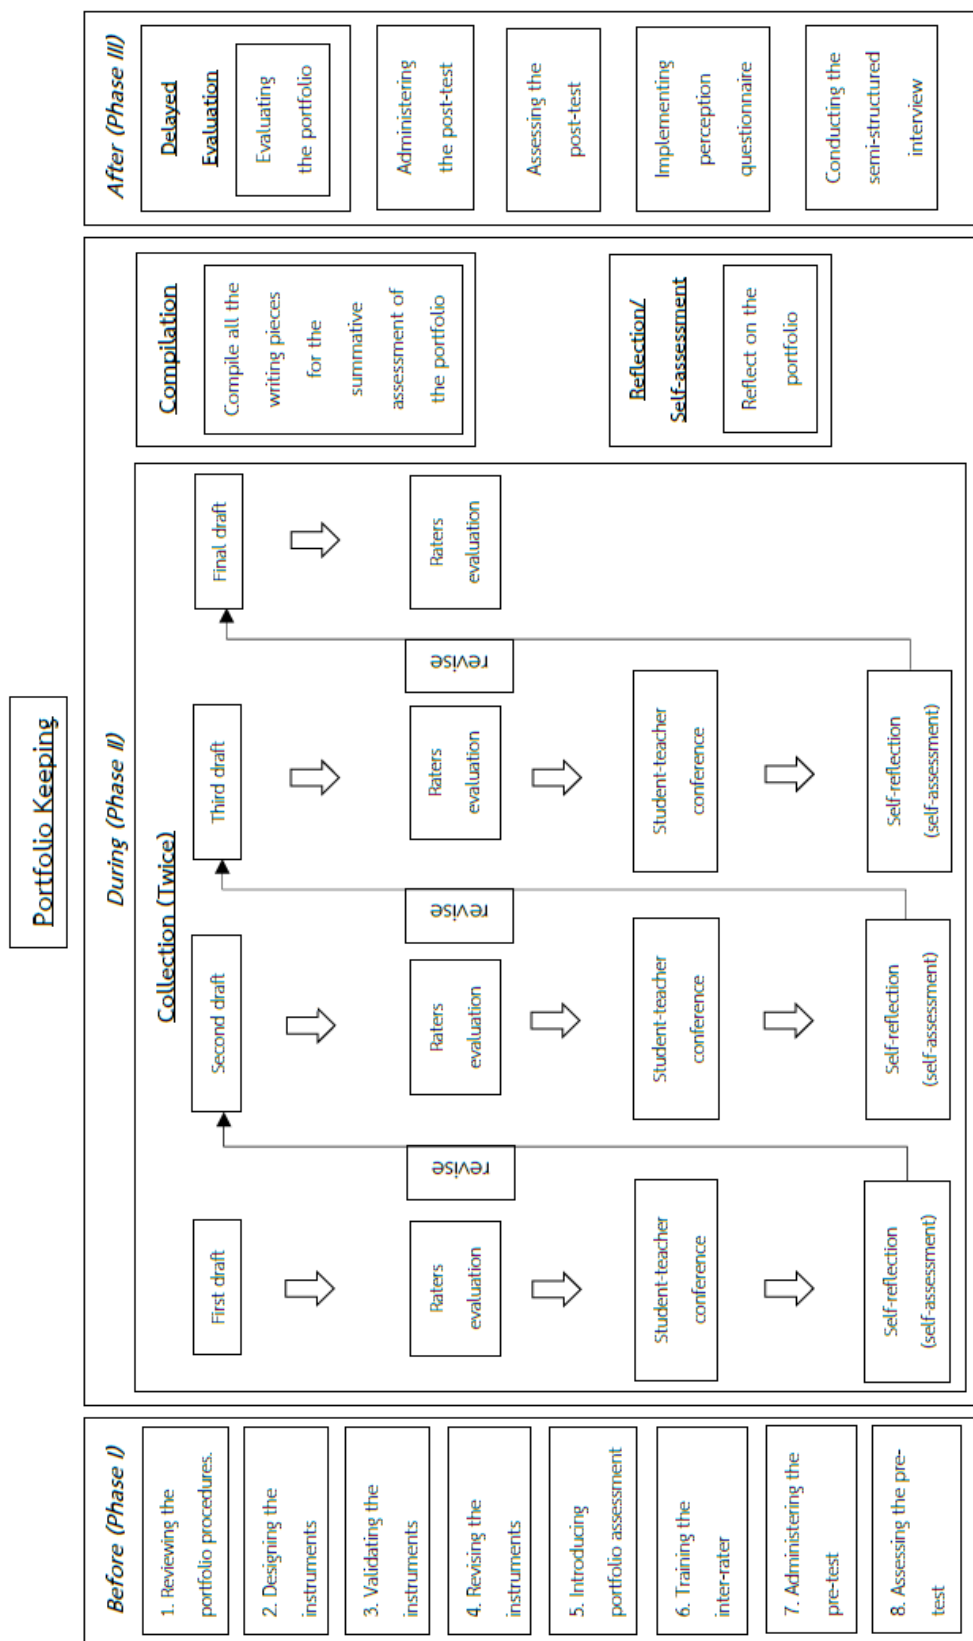 Portfolio Keeping
Before (Phase I)
1. Reviewing the
portfolio procedures.
2. Designing the
instruments
3. Validating the
instruments
4. Revising the
instruments
5. Introducing
portfolio assessment
6. Training the
inter-rater
7. Administering the
pre-test
8. Assessing the pre-
test
During (Phase II)
Collection (Twice)
First draft
Raters
evaluation
Student-teacher
conference
Self-reflection
(self-assessment)
revise
Second draft
Raters
evaluation
Student-teacher
conference
Self-reflection
(self-assessment)
revise
Third draft
Raters
evaluation
Student-teacher
conference
Self-reflection
(self-assessment)
revise
Final draft
Raters
evaluation
Compilation
Compile all the
writing pieces
for the
summative
assessment of
the portfolio
Reflection/
Self-assessment
Reflect on the
portfolio
After (Phase III)
Delayed
Evaluation
Evaluating
the portfolio
Administering
the post-test
Assessing the
post-test
Implementing
perception
questionnaire
Conducting the
semi-structured
interview